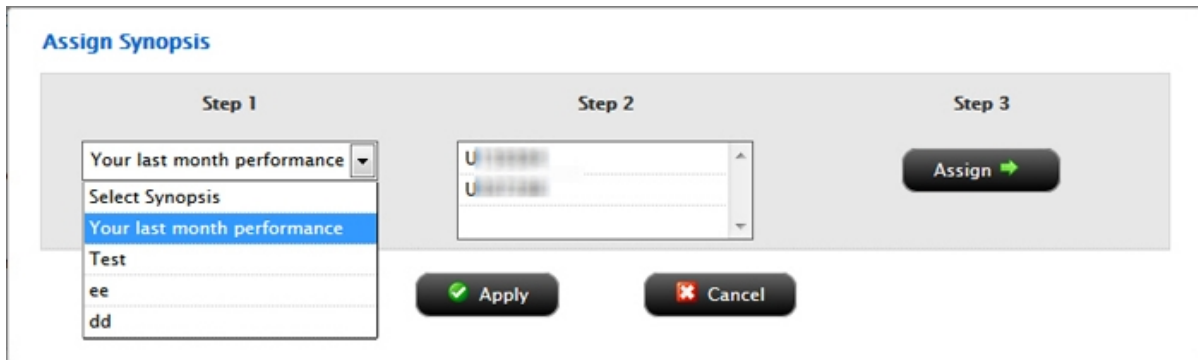 Assign Synopsis
Step 1
Step 2
Step 3
Your last month performance
Select Synopsis
Your last month performance
Test
ee
dd
U
U
Assign
Apply
Cancel